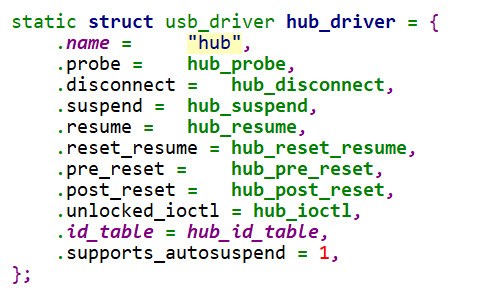 static struct usb_driver hub_driver = {
    .name =     "hub",
    .probe =    hub_probe,
    .disconnect =   hub_disconnect,
    .suspend =  hub_suspend,
    .resume =   hub_resume,
    .reset_resume = hub_reset_resume,
    .pre_reset =    hub_pre_reset,
    .post_reset =   hub_post_reset,
    .unlocked_ioctl = hub_ioctl,
    .id_table = hub_id_table,
    .supports_autosuspend = 1,
};